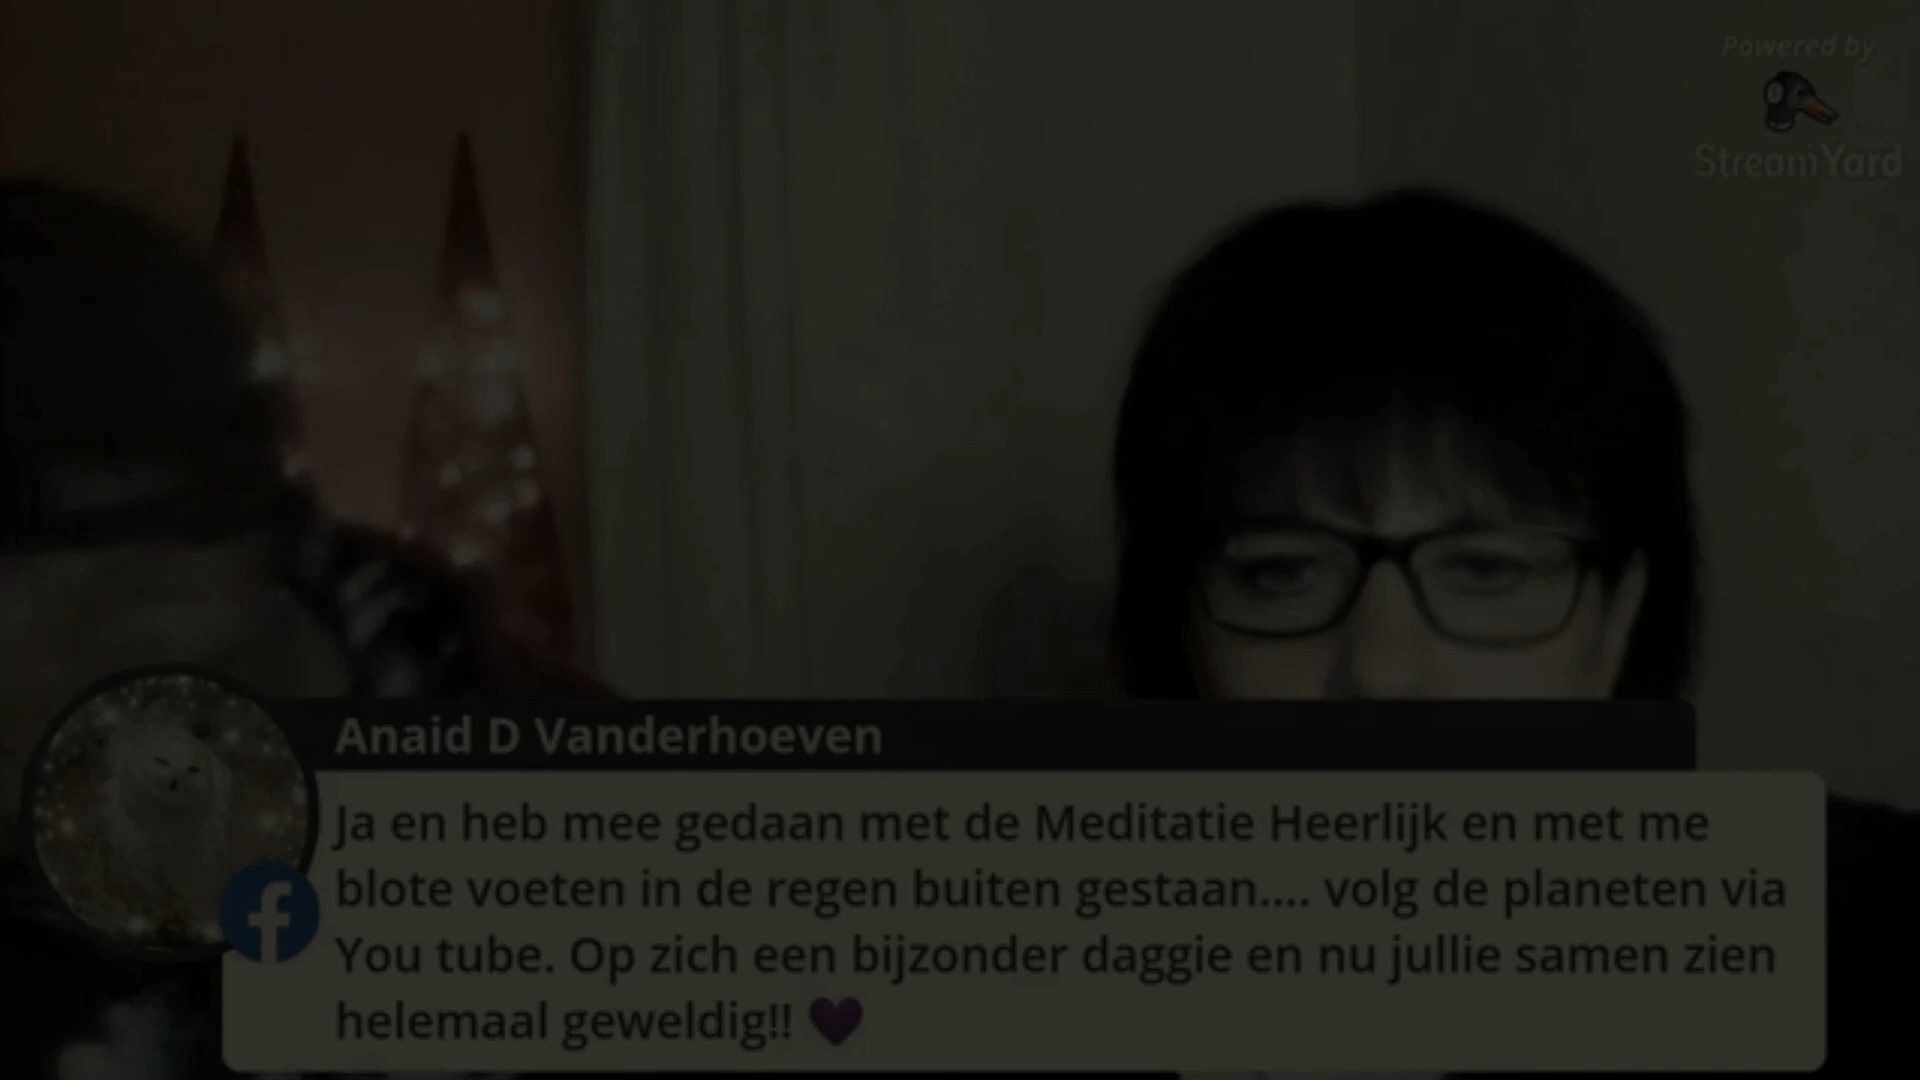 Powered by
StreamYard
Anaid D Vanderhoeven
Ja en heb mee gedaan met de Meditatie Heerlijk en met me
blote voeten in de regen buiten gestaan.... volg de planeten via
You tube. Op zich een bijzonder daggie en nu jullie samen zien
helemaal geweldig!! 💜